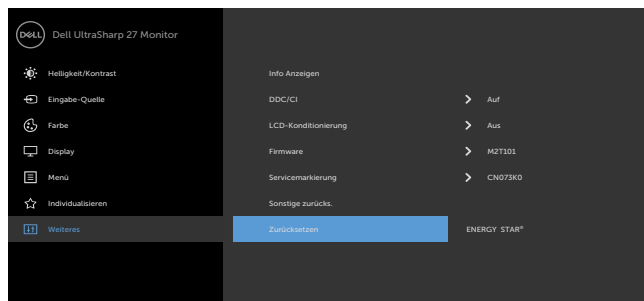 DELL Dell UltraSharp 27 Monitor
Helligkeit/Kontrast Info Anzeigen
Eingabe-Quelle DDC/CI Auf
Farbe LCD-Konditionierung Aus
Display Firmware M2T101
Menü Servicemarkierung CN073K0
Individualisieren Sonstige zurücks.
Weiteres Zurücksetzen ENERGY STAR®